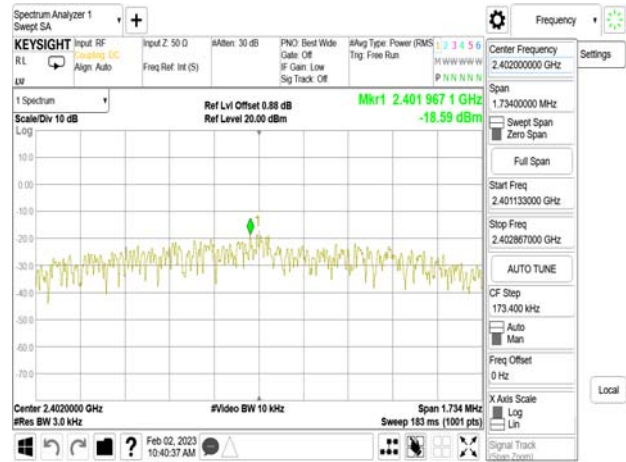 Spectrum Analyzer 1
Swept SA
+
Frequency
KEYSIGHT
RL
Input: RF
Coupling: DC
Align: Auto
Input Z: 50 Ω
Freq Ref: Int (S)
#Atten: 30 dB
PNO: Best Wide
Gate: Off
IF Gain: Low
Sig Track: Off
#Avg Type: Power (RMS
Trig: Free Run
1 2 3 4 5 6
M W W W W W
P N N N N N
1 Spectrum
Scale/Div 10 dB
Log
Ref Lvl Offset 0.88 dB
Ref Level 20.00 dBm
Mkr1 2.401 967 1 GHz
-18.59 dBm
10.0
0.00
-10.0
-20.0
-30.0
-40.0
-50.0
-60.0
-70.0
1
Center 2.4020000 GHz
#Res BW 3.0 kHz
#Video BW 10 kHz
Span 1.734 MHz
Sweep 183 ms (1001 pts)
Feb 02, 2023
10:40:37 AM
?
Center Frequency
2.402000000 GHz
Settings
Span
1.73400000 MHz
Swept Span
Zero Span
Full Span
Start Freq
2.401133000 GHz
Stop Freq
2.402867000 GHz
AUTO TUNE
CF Step
173.400 kHz
Auto
Man
Freq Offset
0 Hz
X Axis Scale
Log
Lin
Local
Signal Track
(Span Zoom)